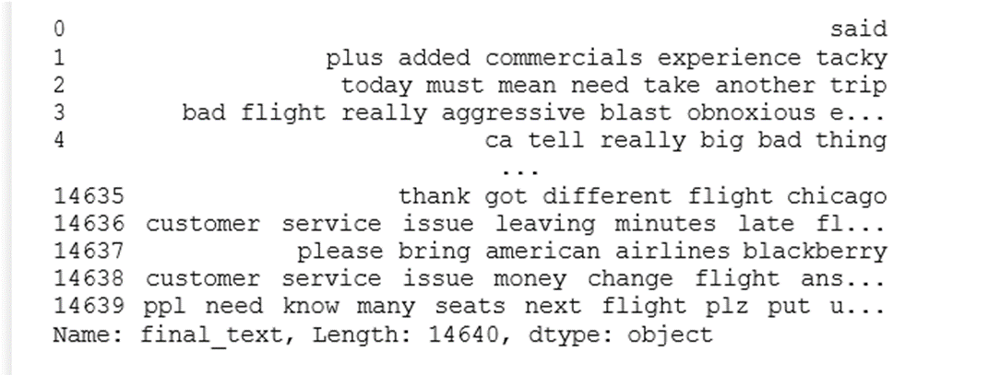 0 said
1 plus added commercials experience tacky
2 today must mean need take another trip
3 bad flight really aggressive blast obnoxious e...
4 ca tell really big bad thing
...
14635 thank got different flight chicago
14636 customer service issue leaving minutes late fl...
14637 please bring american airlines blackberry
14638 customer service issue money change flight ans...
14639 ppl need know many seats next flight plz put u...
Name: final_text, Length: 14640, dtype: object